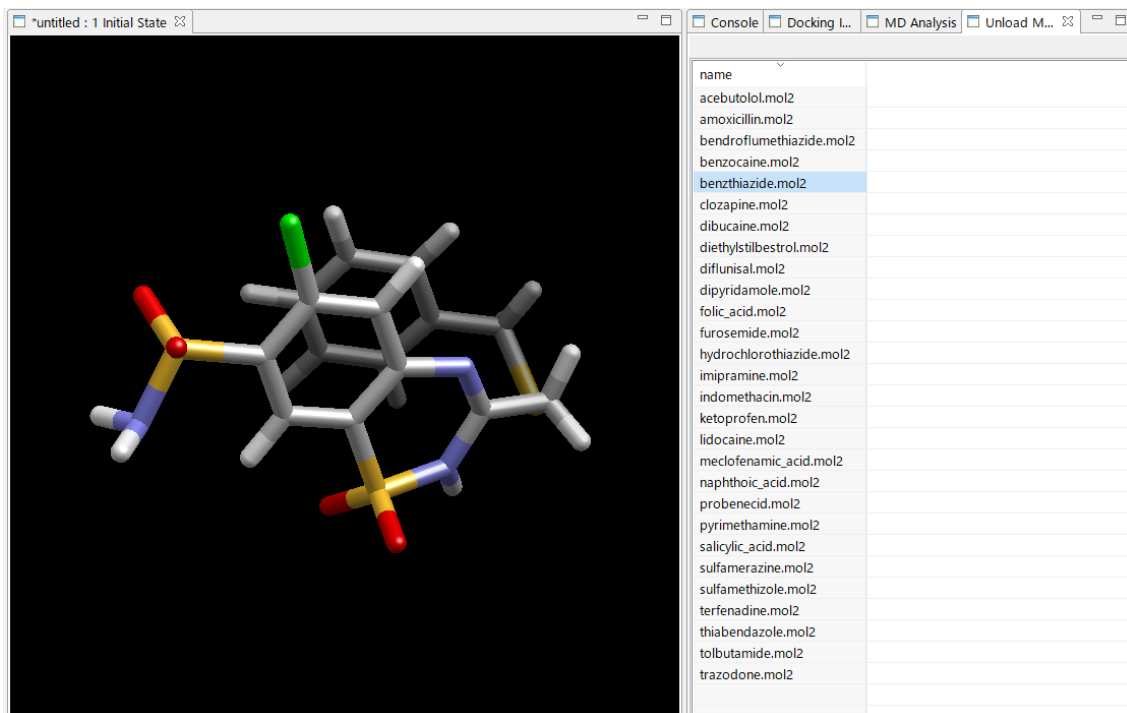 *untitled : 1 Initial State
Console
Docking I...
MD Analysis
Unload M...
name
acebutolol.mol2
amoxicillin.mol2
bendroflumethiazide.mol2
benzocaine.mol2
benzthiazide.mol2
clozapine.mol2
dibucaine.mol2
diethylstilbestrol.mol2
diflunisal.mol2
dipyridamole.mol2
folic_acid.mol2
furosemide.mol2
hydrochlorothiazide.mol2
imipramine.mol2
indomethacin.mol2
ketoprofen.mol2
lidocaine.mol2
meclofenamic_acid.mol2
naphthoic_acid.mol2
probenecid.mol2
pyrimethamine.mol2
salicylic_acid.mol2
sulfamerazine.mol2
sulfamethizole.mol2
terfenadine.mol2
thiabendazole.mol2
tolbutamide.mol2
trazodone.mol2